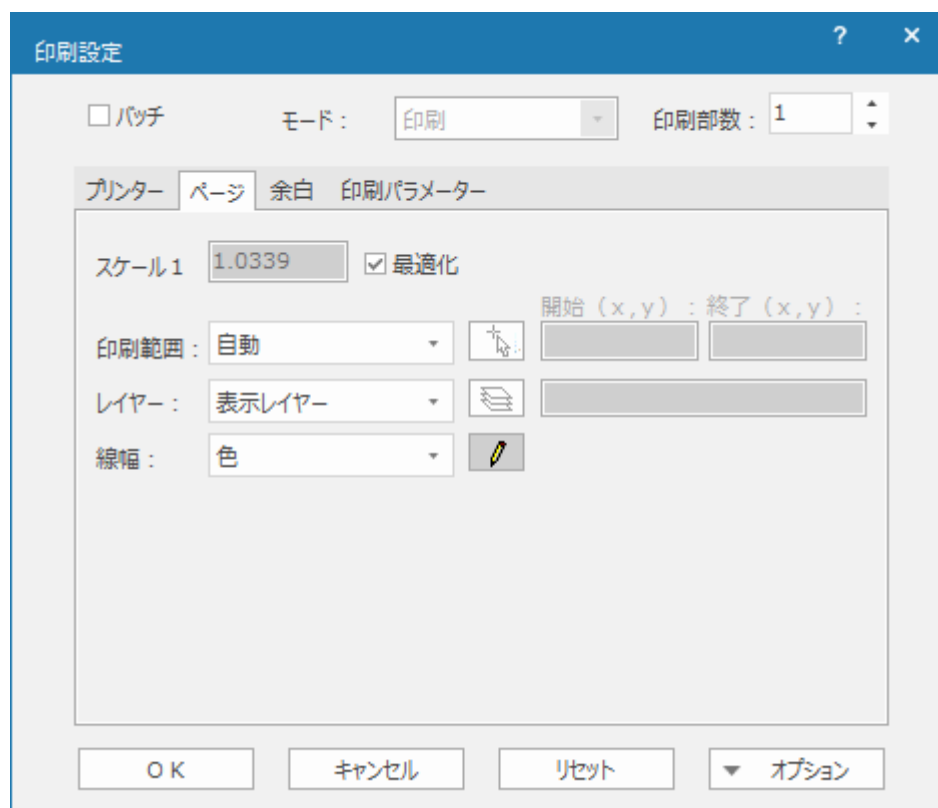 印刷設定 ? ×
バッチ モード： 印刷 印刷部数： 1
プリンター ページ 余白 印刷パラメーター
スケール1 1.0339 最適化
開始（x,y）：終了（x,y）：
印刷範囲： 自動
レイヤー： 表示レイヤー
線幅： 色
OK キャンセル リセット オプション